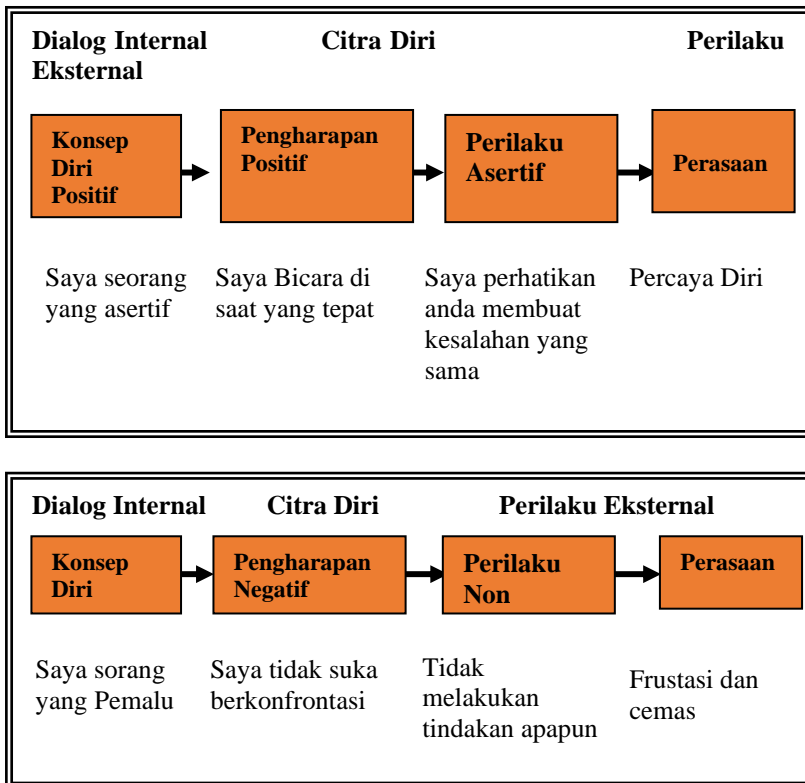 Dialog Internal Citra Diri Perilaku
Eksternal
Konsep
Diri
Positif
Pengharapan
Positif
Perilaku
Asertif
Perasaan
Saya seorang
yang asertif
Saya Bicara di
saat yang tepat
Saya perhatikan
anda membuat
kesalahan yang
sama
Percaya Diri
Dialog Internal Citra Diri Perilaku Eksternal
Konsep
Diri
Pengharapan
Negatif
Perilaku
Non
Perasaan
Saya sorang
yang Pemalu
Saya tidak suka
berkonfrontasi
Tidak
melakukan
tindakan apapun
Frustasi dan
cemas